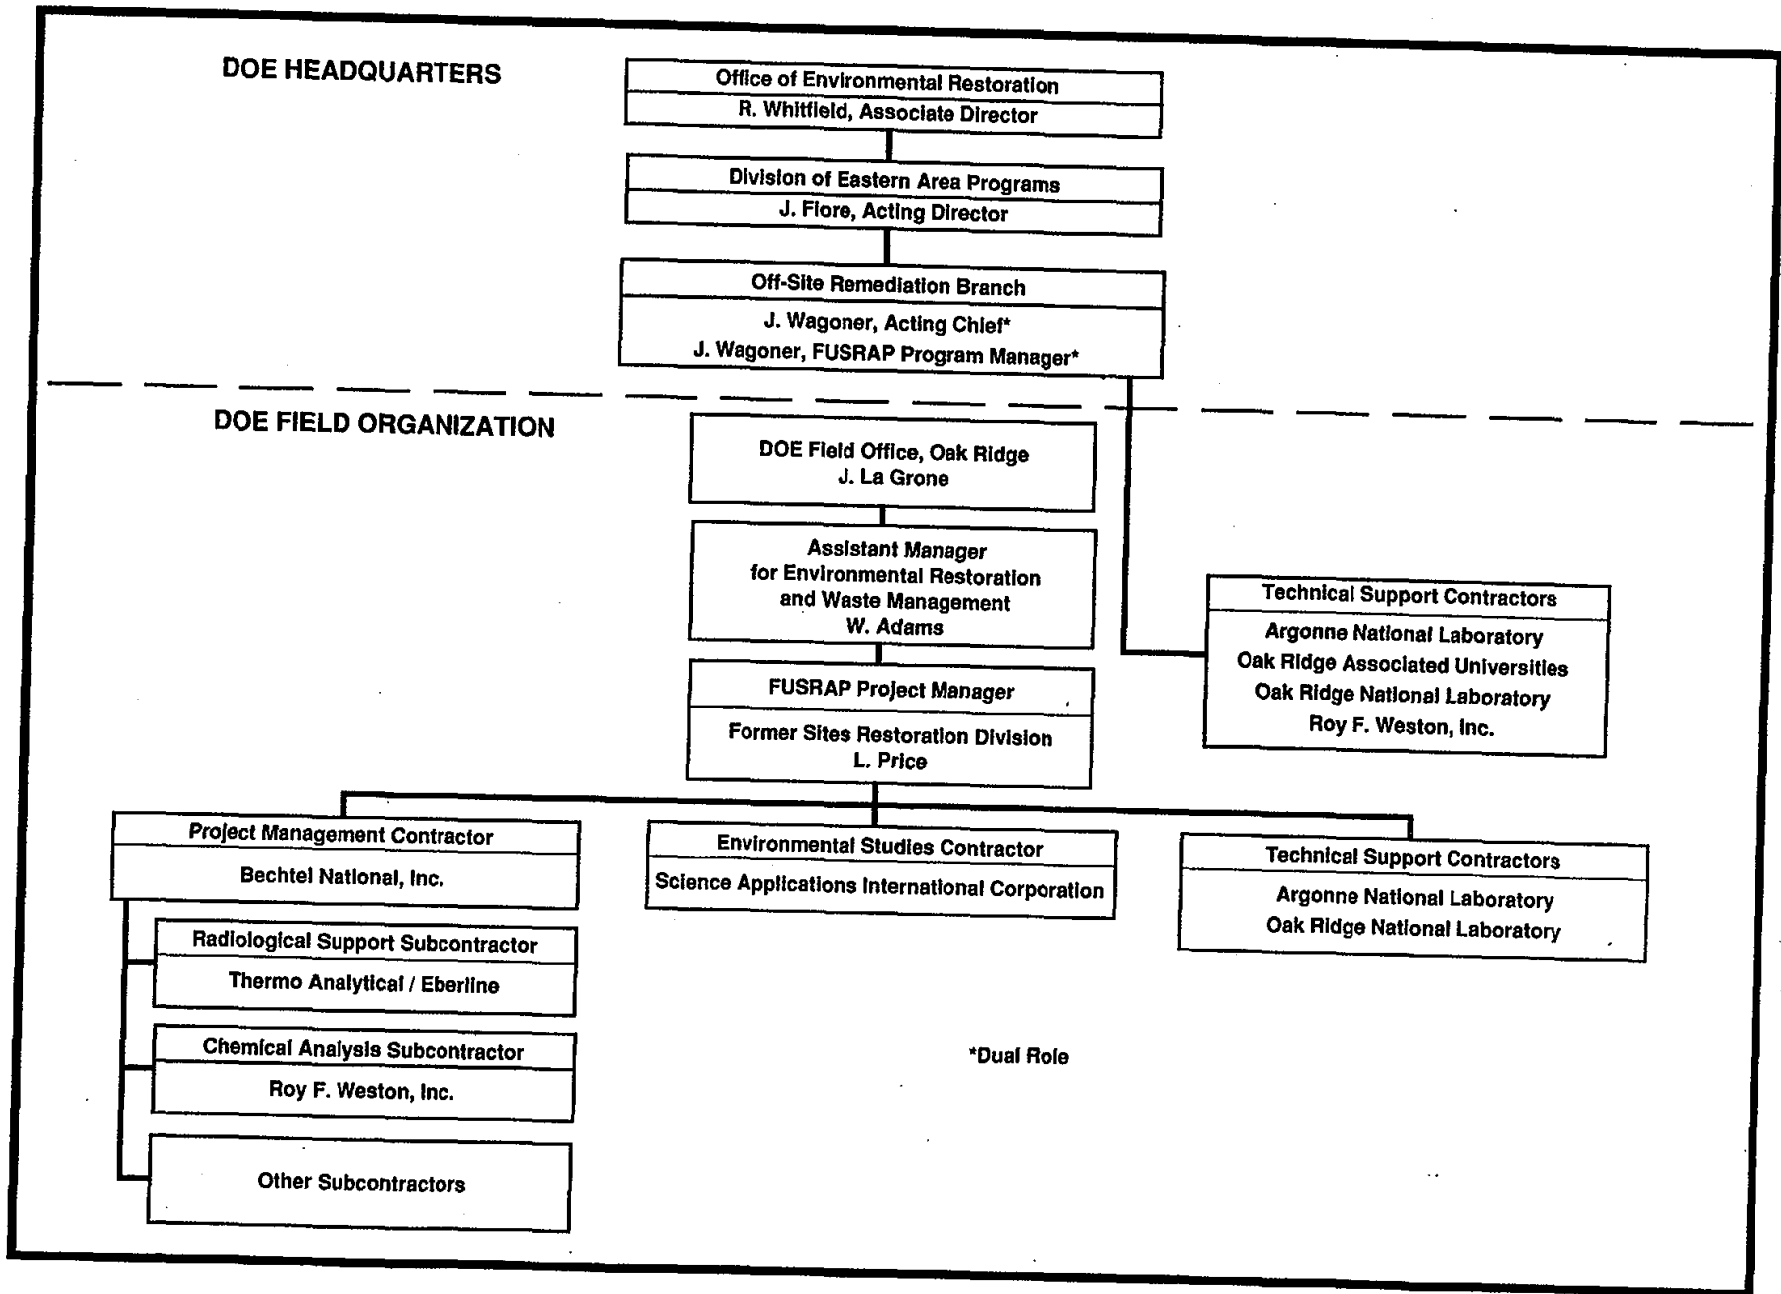 DOE HEADQUARTERS
Office of Environmental Restoration
R. Whitfield, Associate Director
Division of Eastern Area Programs
J. Fiore, Acting Director
Off-Site Remediation Branch
J. Wagoner, Acting Chief*
J. Wagoner, FUSRAP Program Manager*
DOE FIELD ORGANIZATION
DOE Field Office, Oak Ridge
J. La Grone
Assistant Manager
for Environmental Restoration
and Waste Management
W. Adams
FUSRAP Project Manager
Former Sites Restoration Division
L. Price
Technical Support Contractors
Argonne National Laboratory
Oak Ridge Associated Universities
Oak Ridge National Laboratory
Roy F. Weston, Inc.
Project Management Contractor
Bechtel National, Inc.
Radiological Support Subcontractor
Thermo Analytical / Eberline
Chemical Analysis Subcontractor
Roy F. Weston, Inc.
Other Subcontractors
Environmental Studies Contractor
Science Applications International Corporation
Technical Support Contractors
Argonne National Laboratory
Oak Ridge National Laboratory
*Dual Role